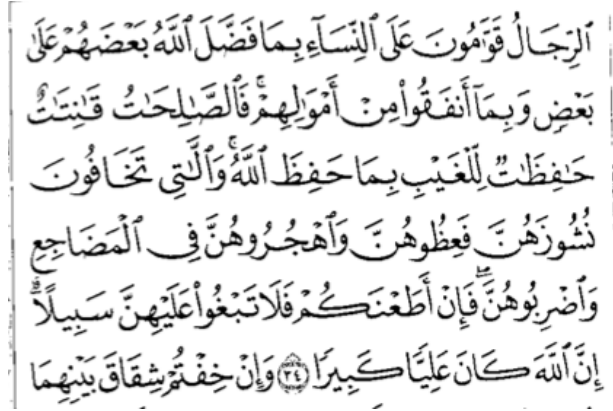 ٱلرِّجَالُ قَوَّٰمُونَ عَلَى ٱلنِّسَآءِ بِمَا فَضَّلَ ٱللَّهُ بَعْضَهُمْ عَلَىٰ
بَعْضٍ وَبِمَآ أَنفَقُوا۟ مِنْ أَمْوَٰلِهِمْ ۚ فَٱلصَّٰلِحَٰتُ قَٰنِتَٰتٌ
حَٰفِظَٰتٌ لِّلْغَيْبِ بِمَا حَفِظَ ٱللَّهُ ۚ وَٱلَّٰتِى تَخَافُونَ
نُشُوزَهُنَّ فَعِظُوهُنَّ وَٱهْجُرُوهُنَّ فِى ٱلْمَضَاجِعِ
وَٱضْرِبُوهُنَّ ۖ فَإِنْ أَطَعْنَكُمْ فَلَا تَبْغُوا۟ عَلَيْهِنَّ سَبِيلًا ۗ
إِنَّ ٱللَّهَ كَانَ عَلِيًّا كَبِيرًا ﴿٣٤﴾ وَإِنْ خِفْتُمْ شِقَاقَ بَيْنِهِمَا